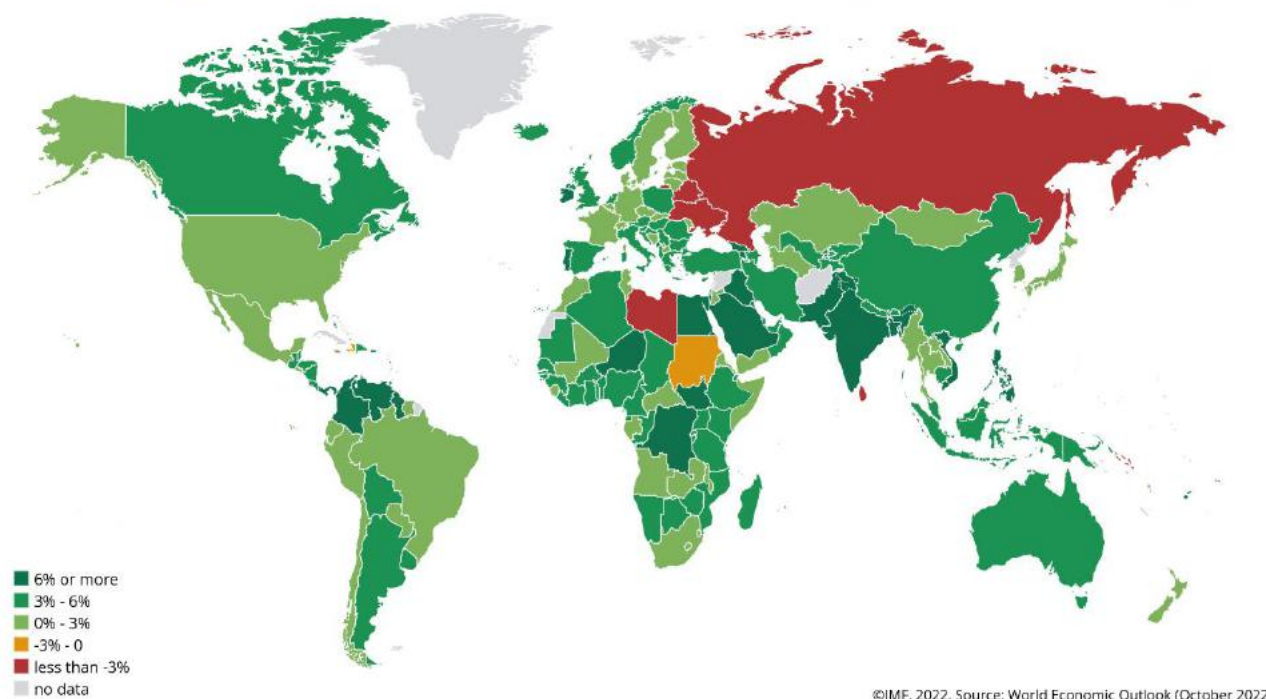 6% or more
3% - 6%
0% - 3%
-3% - 0
less than -3%
no data
©IMF, 2022, Source: World Economic Outlook (October 2022